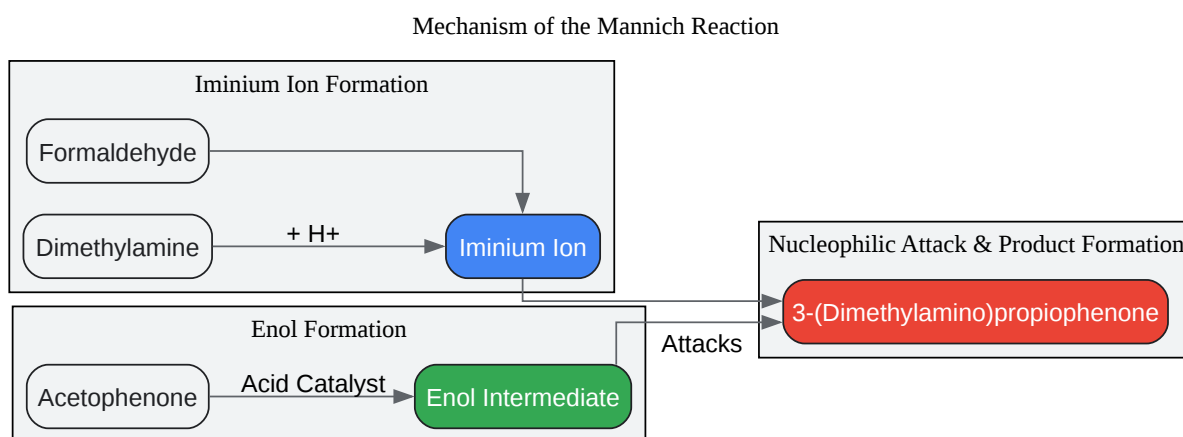 Mechanism of the Mannich Reaction
Iminium Ion Formation
Formaldehyde
Dimethylamine
+ H+
Iminium Ion
Nucleophilic Attack & Product Formation
3-(Dimethylamino)propiophenone
Enol Formation
Attacks
Acetophenone
Acid Catalyst
Enol Intermediate